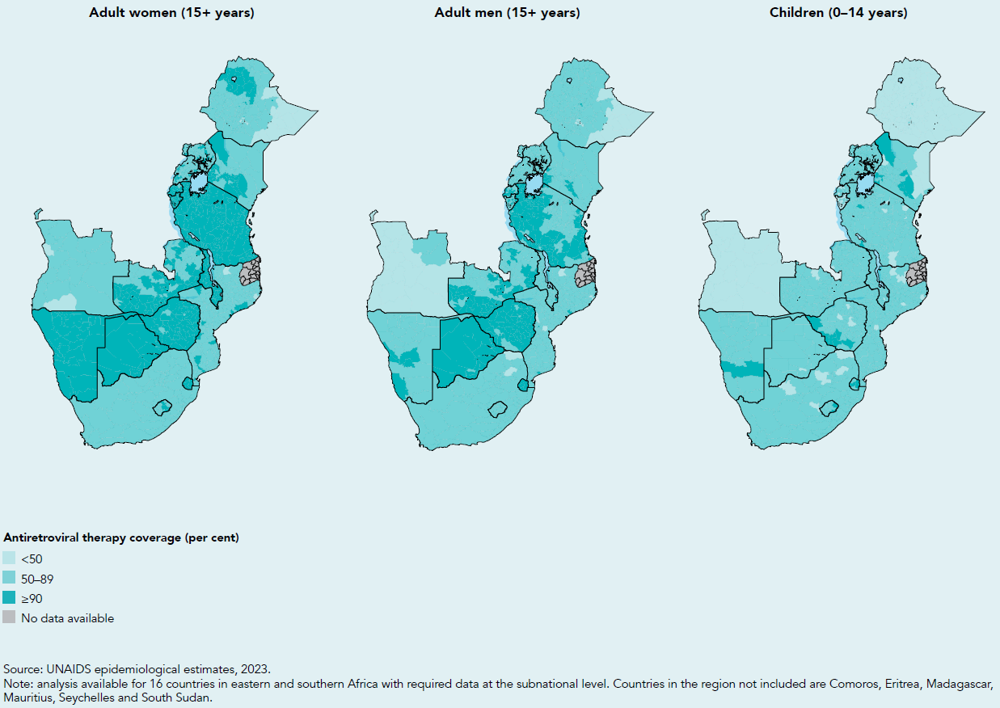 Adult women (15+ years)
Adult men (15+ years)
Children (0–14 years)
Antiretroviral therapy coverage (per cent)
<50
50–89
≥90
No data available
Source: UNAIDS epidemiological estimates, 2023.
Note: analysis available for 16 countries in eastern and southern Africa with required data at the subnational level. Countries in the region not included are Comoros, Eritrea, Madagascar,
Mauritius, Seychelles and South Sudan.